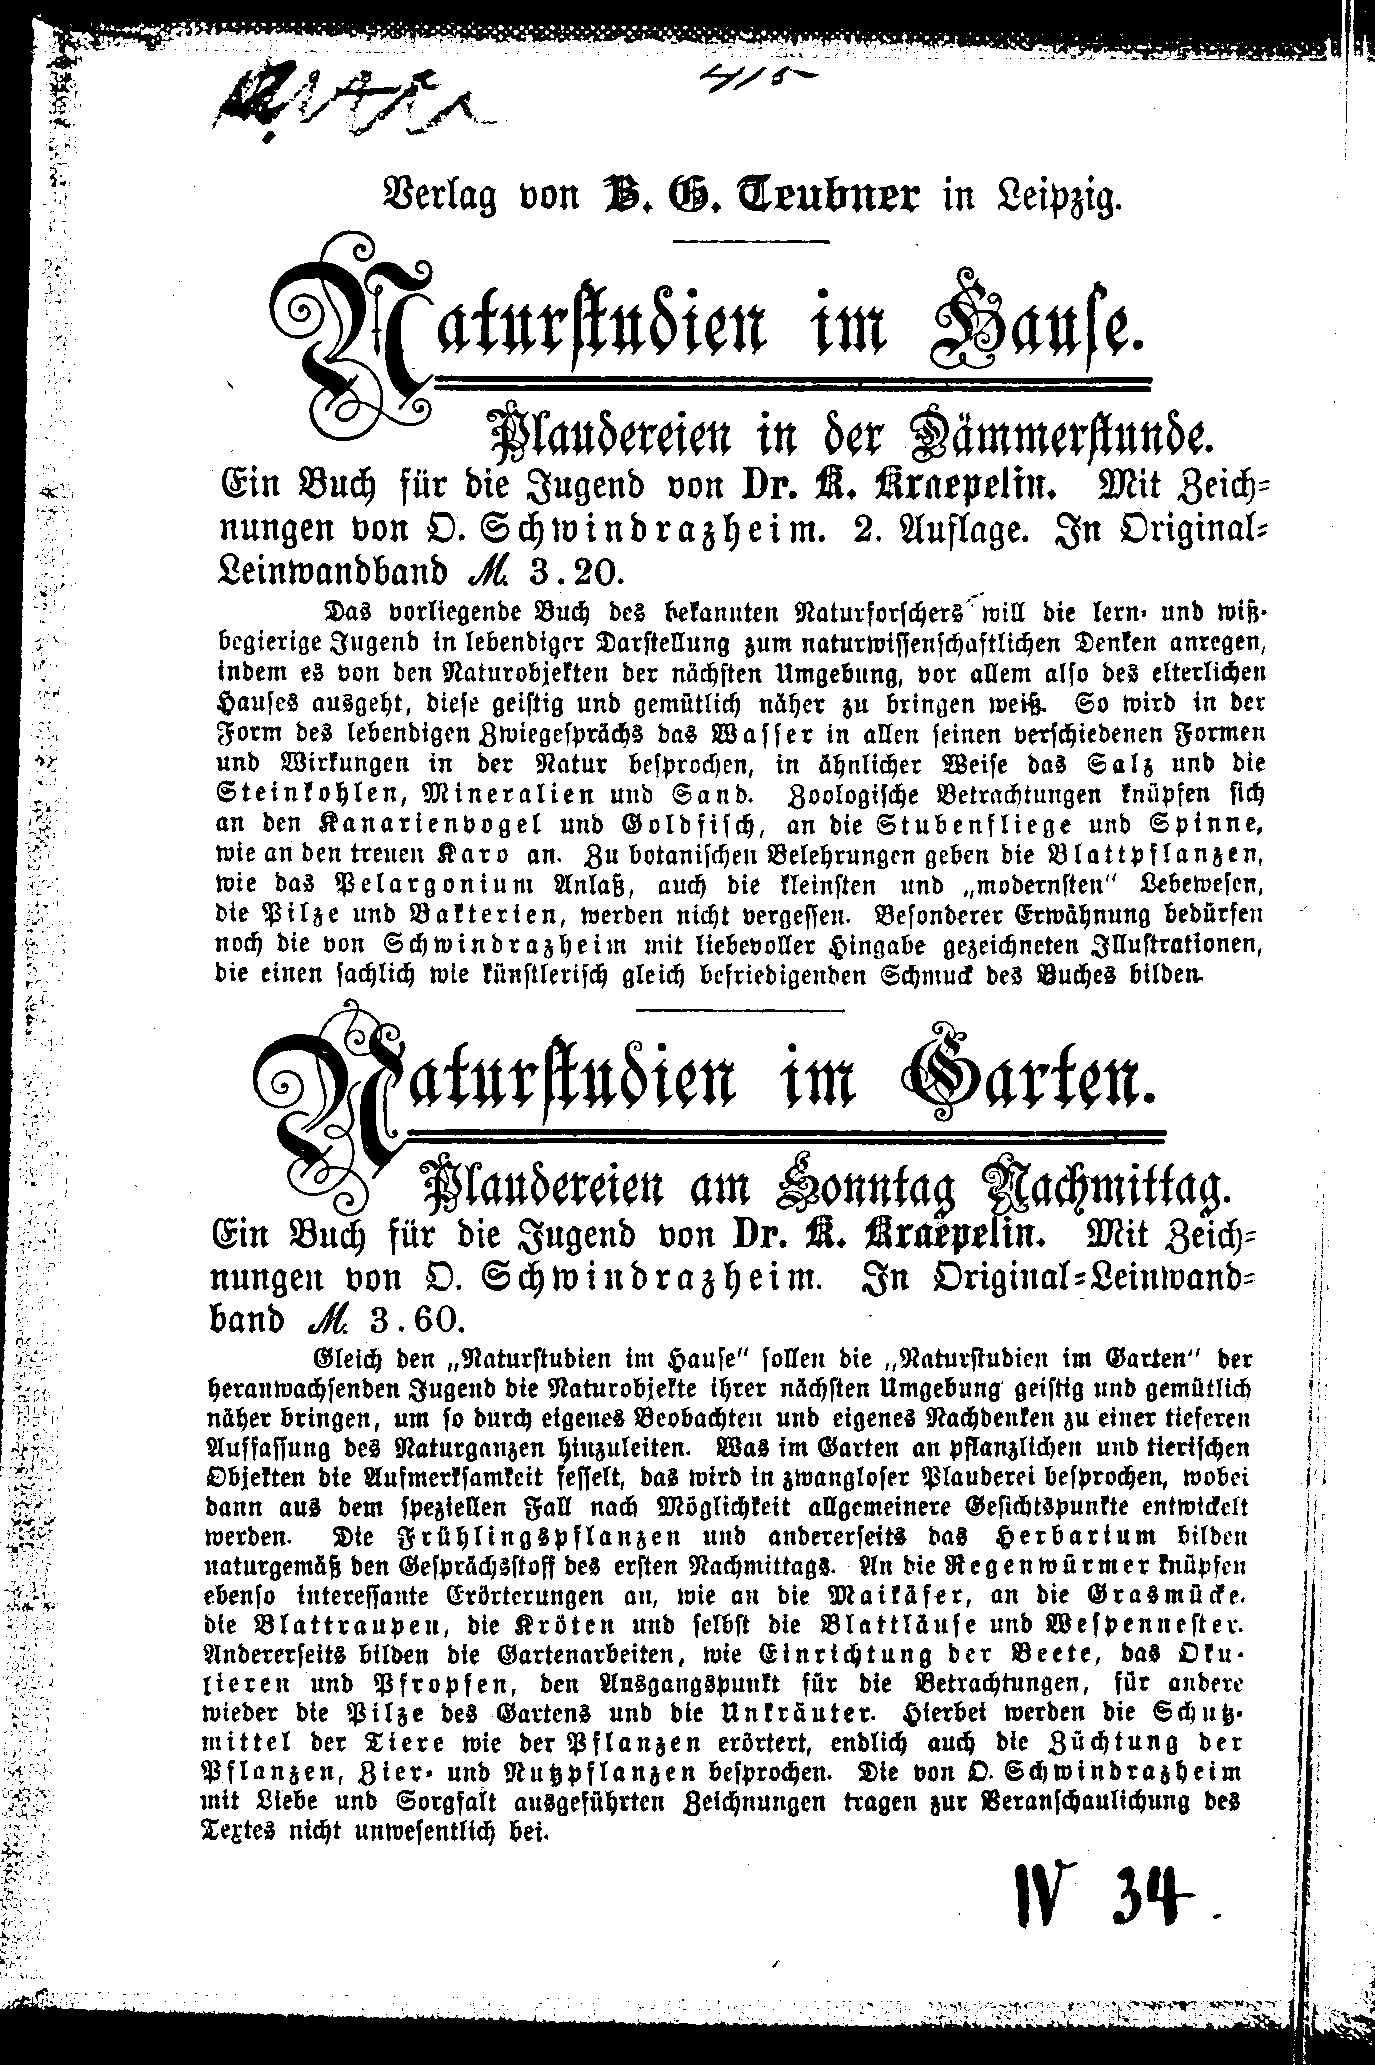 415
Verlag von B. G. Teubner in Leipzig.
Naturstudien im Hause.
Plaudereien in der Dämmerstunde.
Ein Buch für die Jugend von Dr. K. Kraepelin. Mit Zeich-
nungen von O. Schwindrazheim. 2. Auflage. In Original-
Leinwandband M. 3.20.
Das vorliegende Buch des bekannten Naturforschers will die lern- und wiß-
begierige Jugend in lebendiger Darstellung zum naturwissenschaftlichen Denken anregen,
indem es von den Naturobjekten der nächsten Umgebung, vor allem also des elterlichen
Hauses ausgeht, diese geistig und gemütlich näher zu bringen weiß. So wird in der
Form des lebendigen Zwiegesprächs das Wasser in allen seinen verschiedenen Formen
und Wirkungen in der Natur besprochen, in ähnlicher Weise das Salz und die
Steinkohlen, Mineralien und Sand. Zoologische Betrachtungen knüpfen sich
an den Kanarienvogel und Goldfisch, an die Stubenfliege und Spinne,
wie an den treuen Karo an. Zu botanischen Belehrungen geben die Blattpflanzen,
wie das Pelargonium Anlaß, auch die kleinsten und „modernsten“ Lebewesen,
die Pilze und Bakterien, werden nicht vergessen. Besonderer Erwähnung bedürfen
noch die von Schwindrazheim mit liebevoller Hingabe gezeichneten Illustrationen,
die einen sachlich wie künstlerisch gleich befriedigenden Schmuck des Buches bilden.
Naturstudien im Garten.
Plaudereien am Sonntag Nachmittag.
Ein Buch für die Jugend von Dr. K. Kraepelin. Mit Zeich-
nungen von O. Schwindrazheim. In Original-Leinwand-
band M. 3.60.
Gleich den „Naturstudien im Hause“ sollen die „Naturstudien im Garten“ der
heranwachsenden Jugend die Naturobjekte ihrer nächsten Umgebung geistig und gemütlich
näher bringen, um so durch eigenes Beobachten und eigenes Nachdenken zu einer tieferen
Auffassung des Naturganzen hinzuleiten. Was im Garten an pflanzlichen und tierischen
Objekten die Aufmerksamkeit fesselt, das wird in zwangloser Plauderei besprochen, wobei
dann aus dem speziellen Fall nach Möglichkeit allgemeinere Gesichtspunkte entwickelt
werden. Die Frühlingspflanzen und andererseits das Herbarium bilden
naturgemäß den Gesprächsstoff des ersten Nachmittags. An die Regenwürmer knüpfen
ebenso interessante Erörterungen an, wie an die Maikäfer, an die Grasmücke,
die Blattraupen, die Kröten und selbst die Blattläuse und Wespennester.
Andererseits bilden die Gartenarbeiten, wie Einrichtung der Beete, das Oku-
lieren und Pfropfen, den Ausgangspunkt für die Betrachtungen, für andere
wieder die Pilze des Gartens und die Unkräuter. Hierbei werden die Schutz-
mittel der Tiere wie der Pflanzen erörtert, endlich auch die Züchtung der
Pflanzen, Zier- und Nutzpflanzen besprochen. Die von O. Schwindrazheim
mit Liebe und Sorgfalt ausgeführten Zeichnungen tragen zur Veranschaulichung des
Textes nicht unwesentlich bei.
IV 34